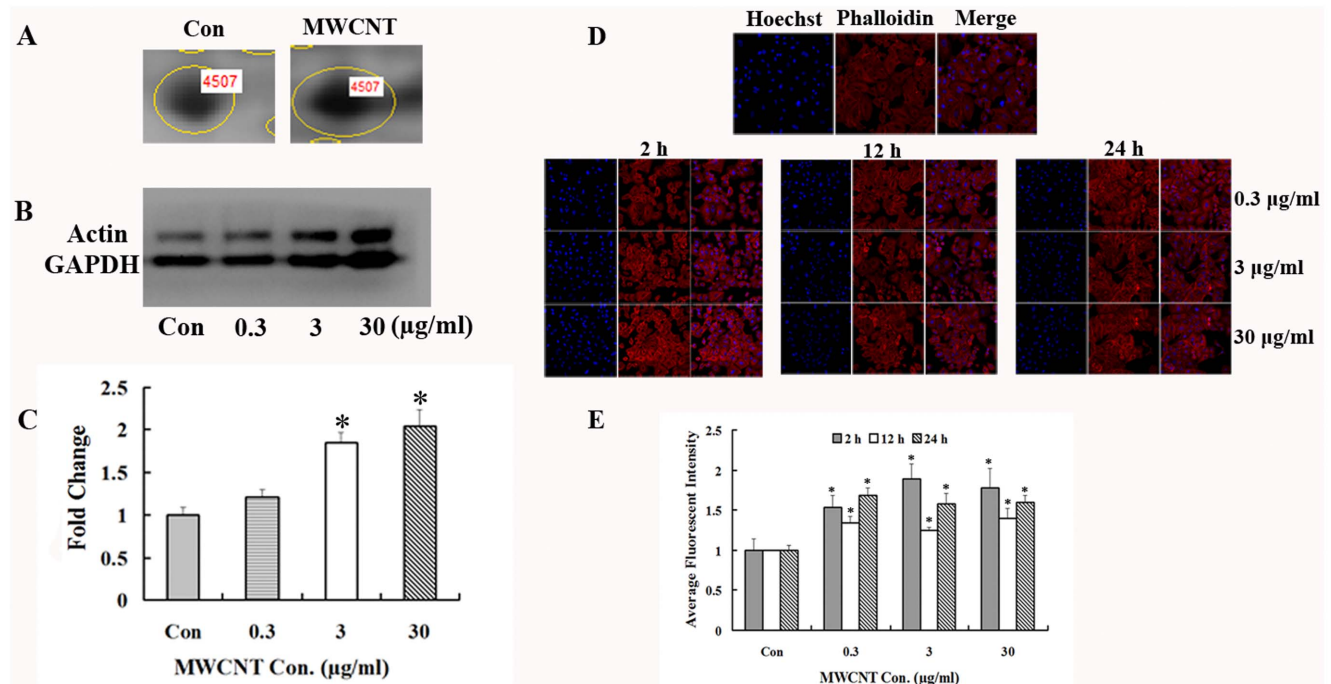 A
Con MWCNT
4507 4507
B
Actin
GAPDH
Con 0.3 3 30 (μg/ml)
C
Fold Change
2.5
2
1.5
1
0.5
0
* *
Con 0.3 3 30
MWCNT Con. (μg/ml)
D
Hoechst Phalloidin Merge
2 h 12 h 24 h
0.3 μg/ml
3 μg/ml
30 μg/ml
E
Average Fluorescent Intensity
2.5
2
1.5
1
0.5
0
2 h 12 h 24 h
* * * * * * * * *
Con 0.3 3 30
MWCNT Con. (μg/ml)